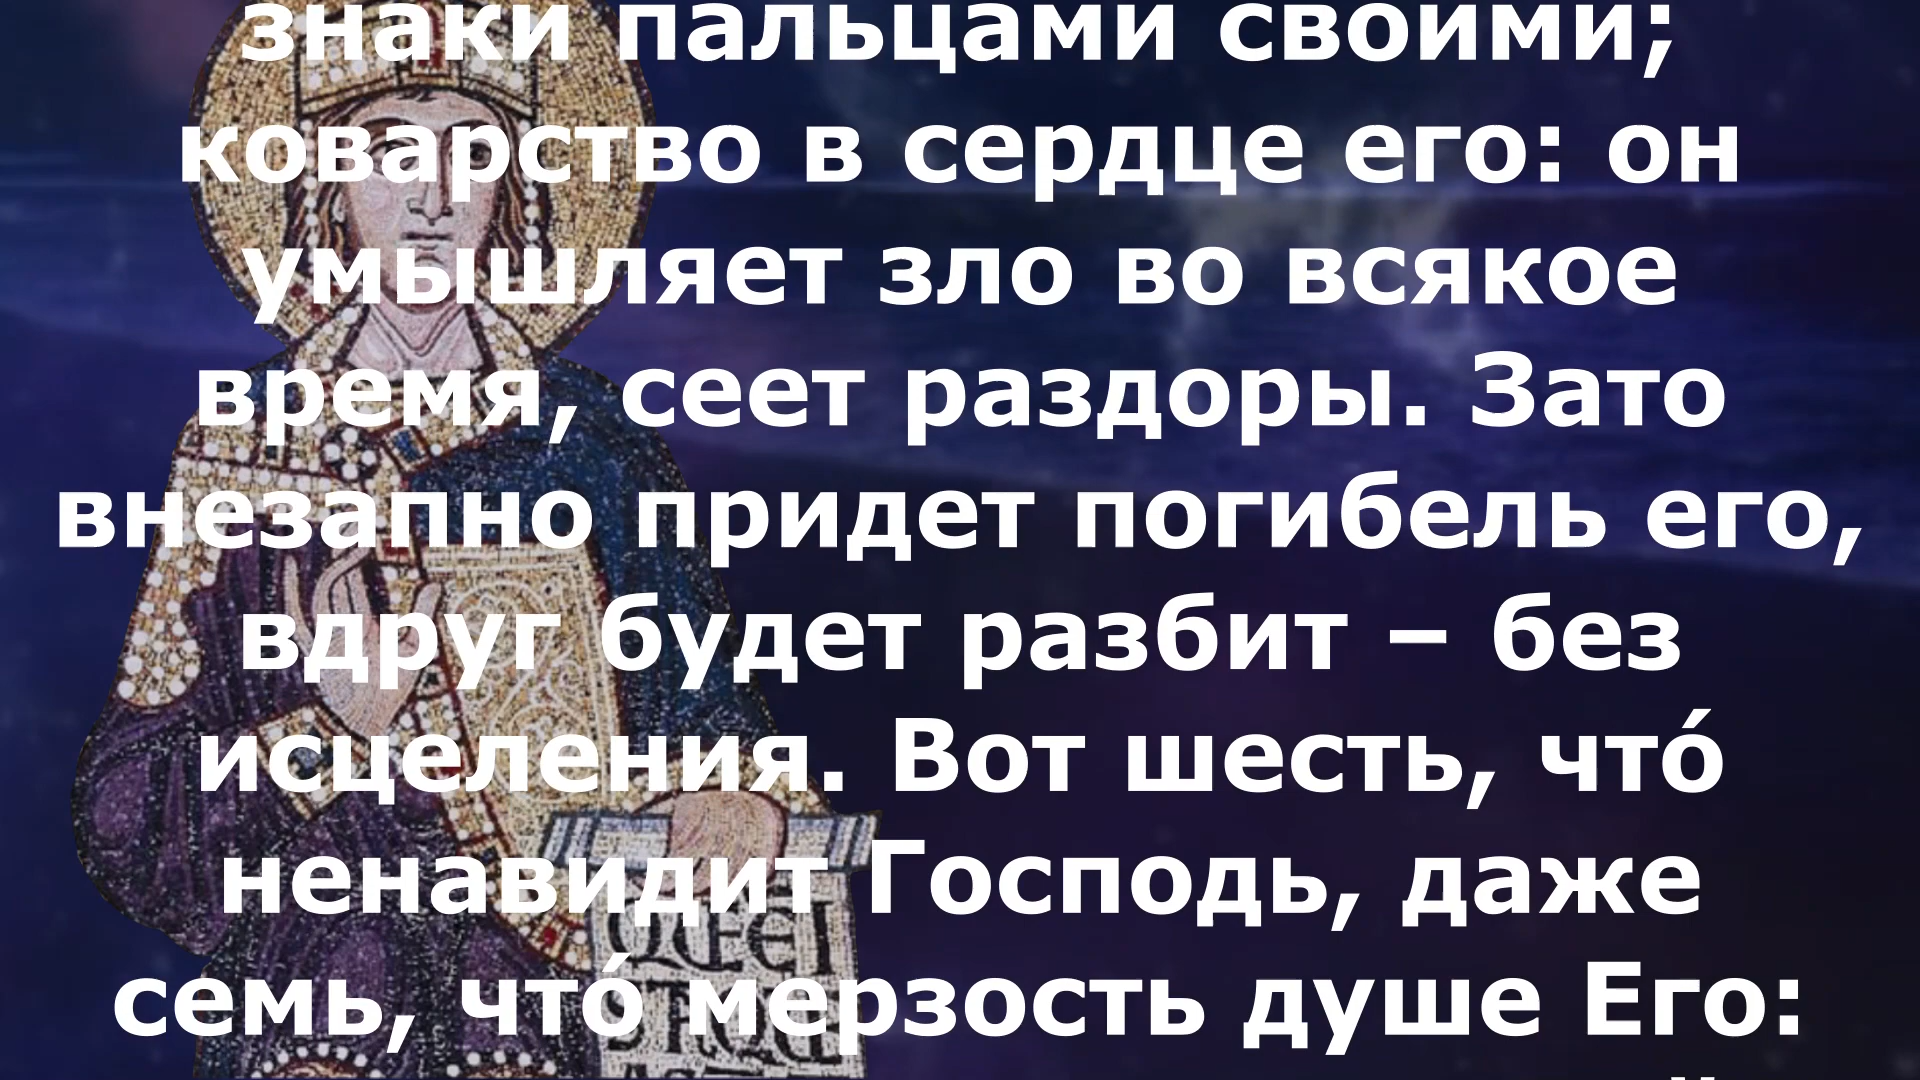 знаки пальцами своими;
коварство в сердце его: он
умышляет зло во всякое
время, сеет раздоры. Зато
внезапно придет погибель его,
вдруг будет разбит – без
исцеления. Вот шесть, что́
ненавидит Господь, даже
семь, что́ мерзость душе Его: